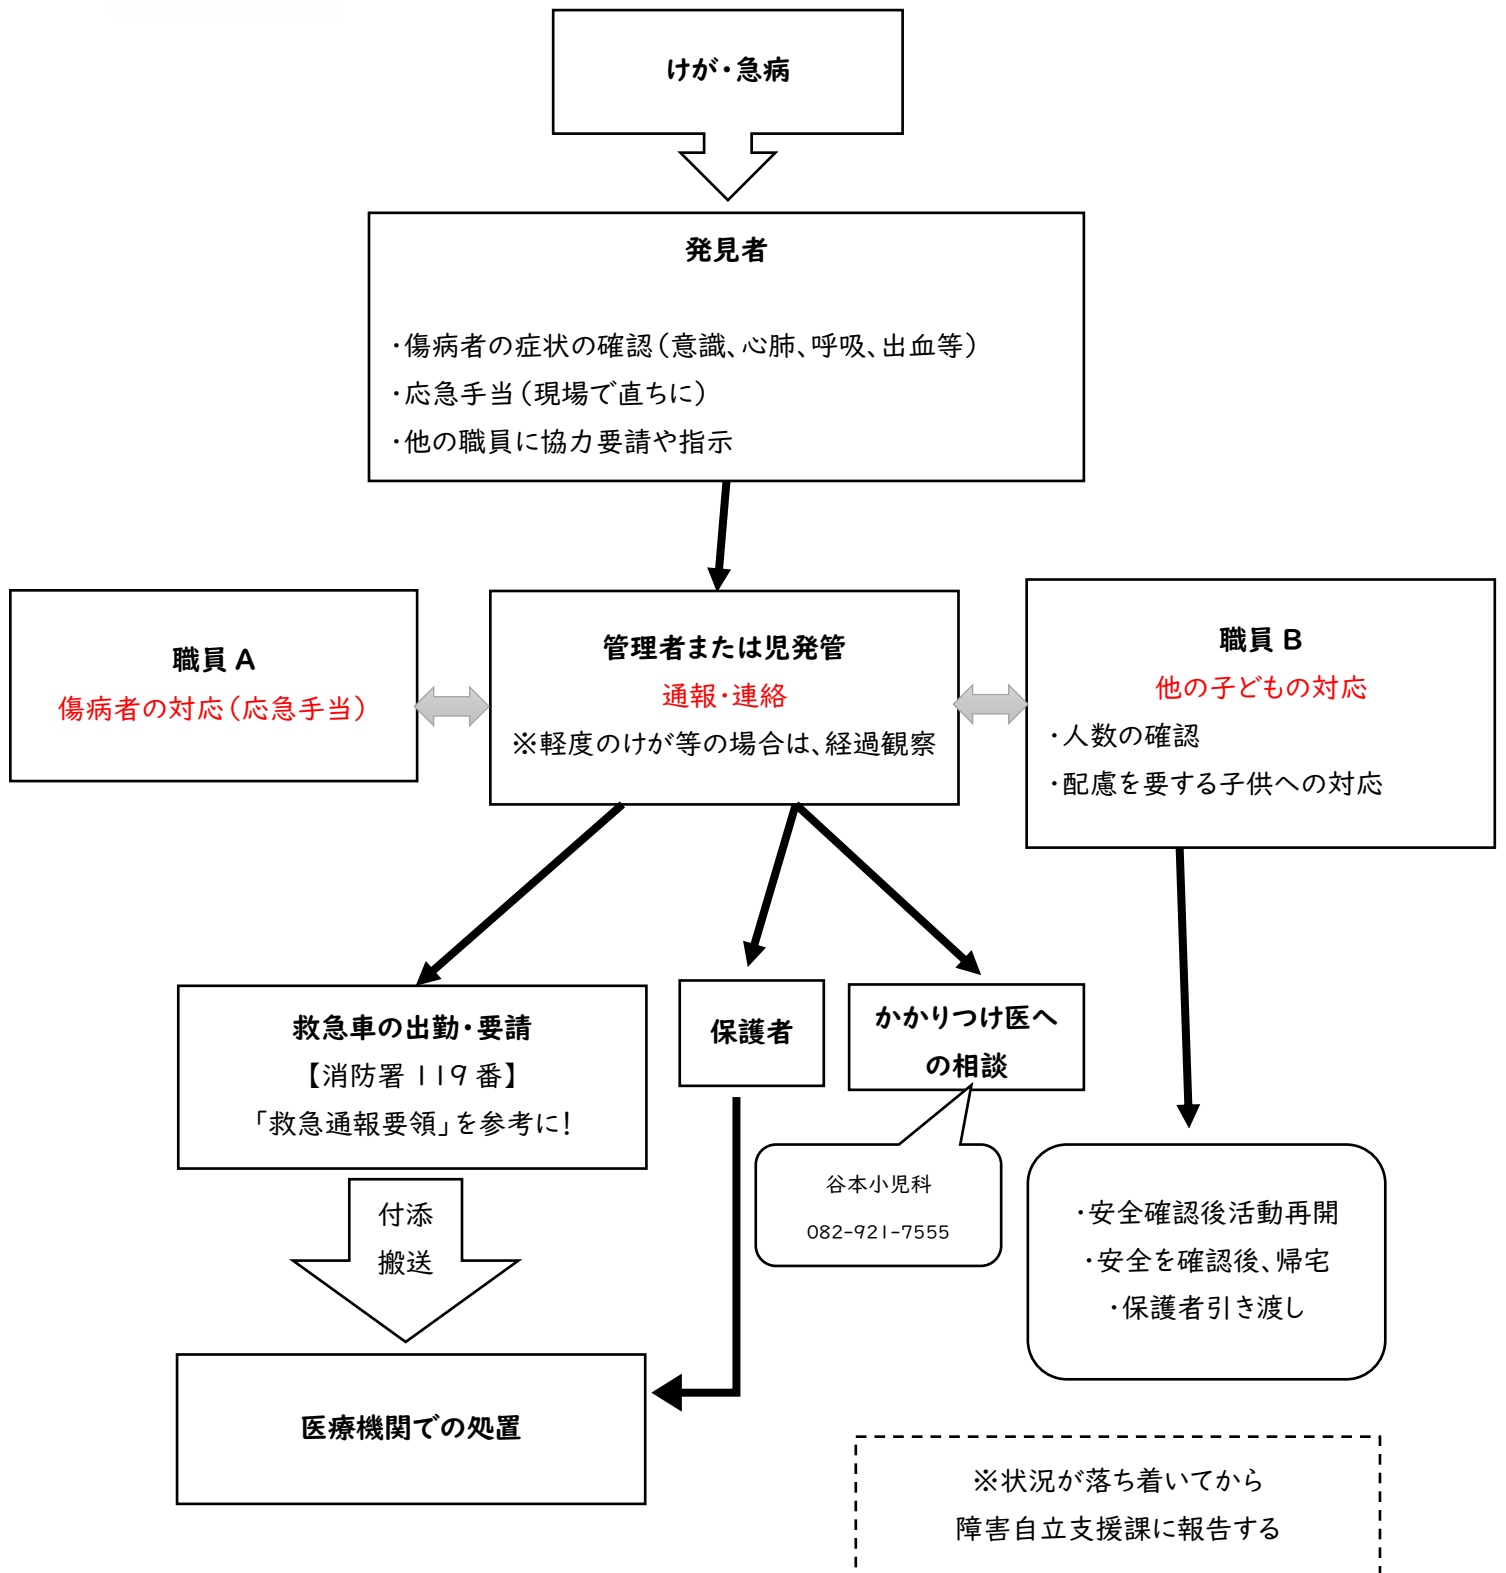 けが・急病
発見者
・傷病者の症状の確認（意識、心肺、呼吸、出血等）
・応急手当（現場で直ちに）
・他の職員に協力要請や指示
職員 A
傷病者の対応（応急手当）
管理者または児発管
通報・連絡
※軽度のけが等の場合は、経過観察
職員 B
他の子どもの対応
・人数の確認
・配慮を要する子供への対応
救急車の出勤・要請
【消防署 119 番】
「救急通報要領」を参考に！
保護者
かかりつけ医へ
の相談
谷本小児科
082-921-7555
付添
搬送
・安全確認後活動再開
・安全を確認後、帰宅
・保護者引き渡し
医療機関での処置
※状況が落ち着いてから
障害自立支援課に報告する